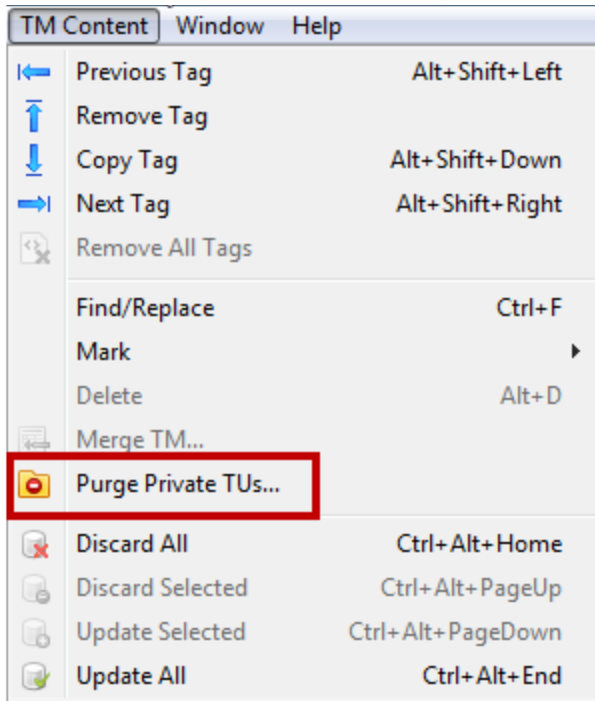 TM Content Window Help
Previous Tag Alt+Shift+Left
Remove Tag
Copy Tag Alt+Shift+Down
Next Tag Alt+Shift+Right
Remove All Tags
Find/Replace Ctrl+F
Mark
Delete Alt+D
Merge TM...
Purge Private TUs...
Discard All Ctrl+Alt+Home
Discard Selected Ctrl+Alt+PageUp
Update Selected Ctrl+Alt+PageDown
Update All Ctrl+Alt+End